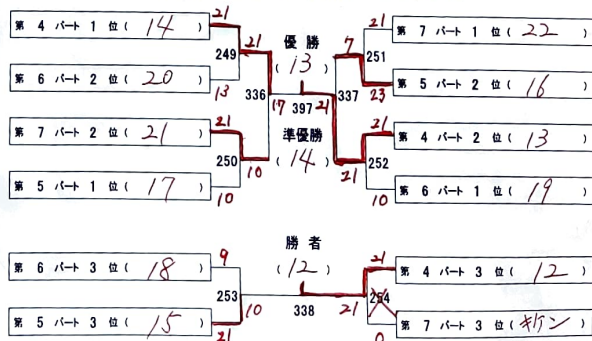 第 4 パート 1 位 ( 14 ) 21
249
第 6 パート 2 位 ( 20 ) 13
21
336
第 7 パート 2 位 ( 21 ) 21
250
第 5 パート 1 位 ( 17 ) 10
10
優 勝
( 13 )
17 397 21
準優勝
( 14 )
21 第 7 パート 1 位 ( 22 )
251
23 第 5 パート 2 位 ( 16 )
7
337
21 第 4 パート 2 位 ( 13 )
252
10 第 6 パート 1 位 ( 19 )
21
第 6 パート 3 位 ( 18 ) 9
253
第 5 パート 3 位 ( 15 ) 21
10
勝 者
( 12 )
338
21
21 第 4 パート 3 位 ( 12 )
254
0 第 7 パート 3 位 ( キケン )